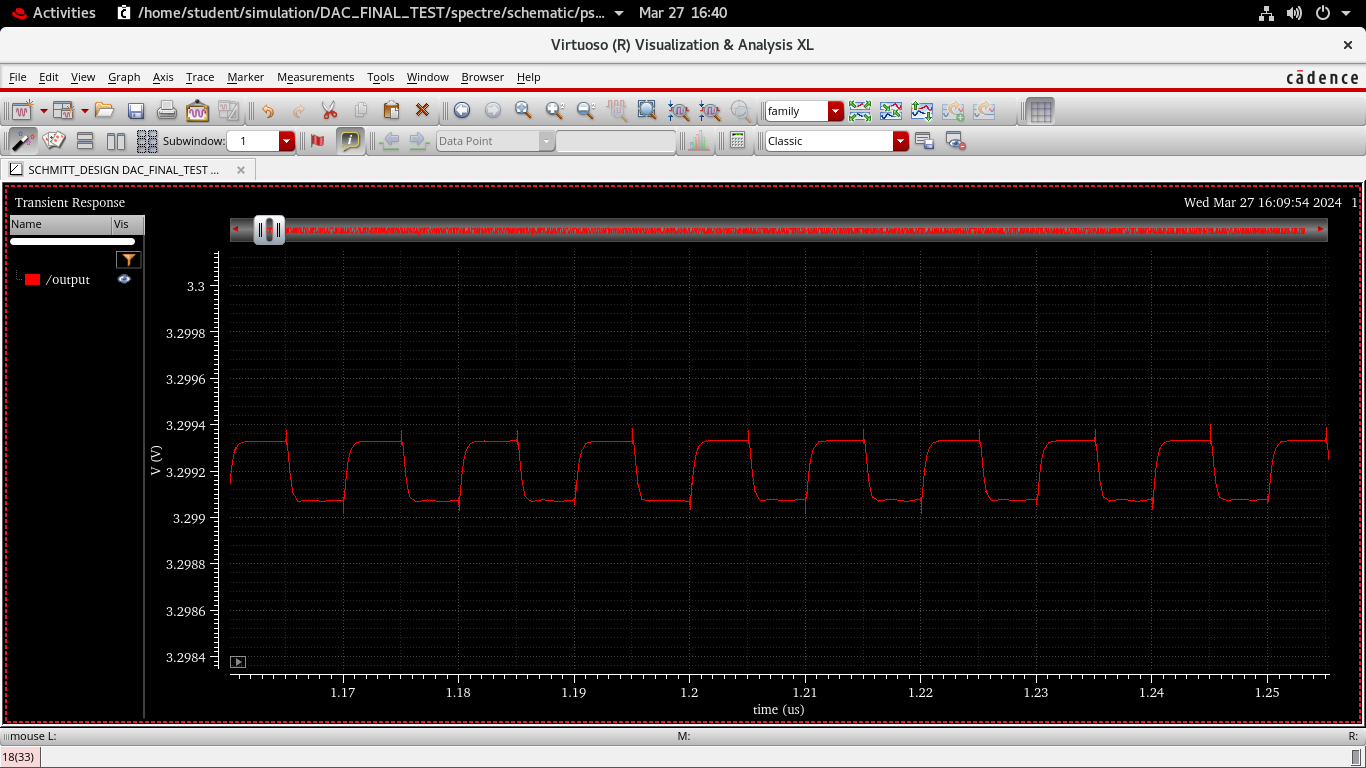 Activities /home/student/simulation/DAC_FINAL_TEST/spectre/schematic/ps... Mar 27 16:40
Virtuoso (R) Visualization & Analysis XL ×
File Edit View Graph Axis Trace Marker Measurements Tools Window Browser Help cādence
family
Subwindow: 1 Data Point Classic
SCHMITT_DESIGN DAC_FINAL_TEST ...
Transient Response Wed Mar 27 16:09:54 2024 1
Name Vis
/output
3.3
3.2998
3.2996
3.2994
3.2992
3.299
3.2988
3.2986
3.2984
V (V)
1.17 1.18 1.19 1.2 1.21 1.22 1.23 1.24 1.25
time (us)
mouse L: M: R:
18(33)